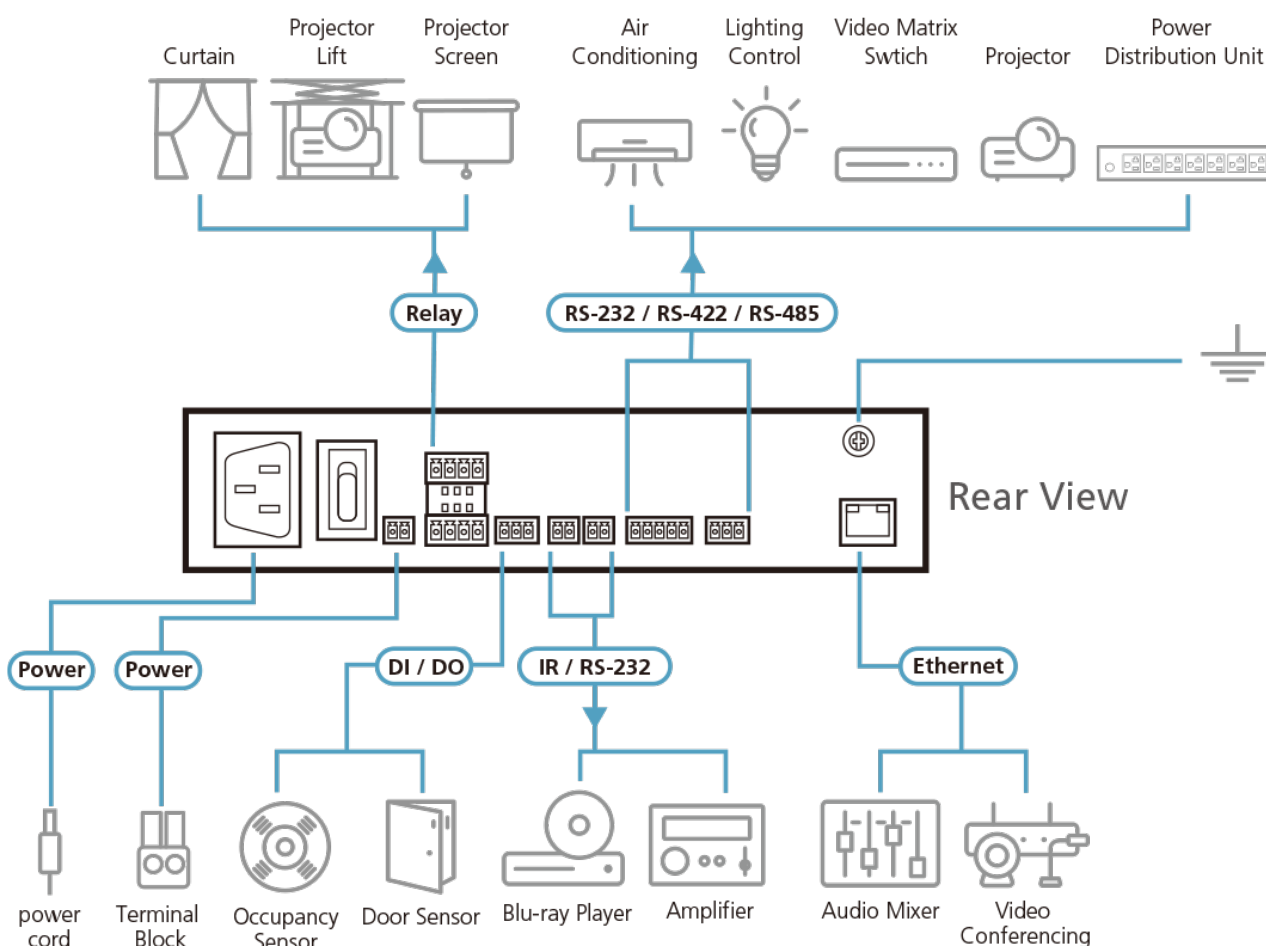 Curtain
Projector
Lift
Projector
Screen
Air
Conditioning
Lighting
Control
Video Matrix
Swtich
Projector
Power
Distribution Unit
Relay
RS-232 / RS-422 / RS-485
Rear View
Power
Power
DI / DO
IR / RS-232
Ethernet
power
cord
Terminal
Block
Occupancy
Sensor
Door Sensor
Blu-ray Player
Amplifier
Audio Mixer
Video
Conferencing